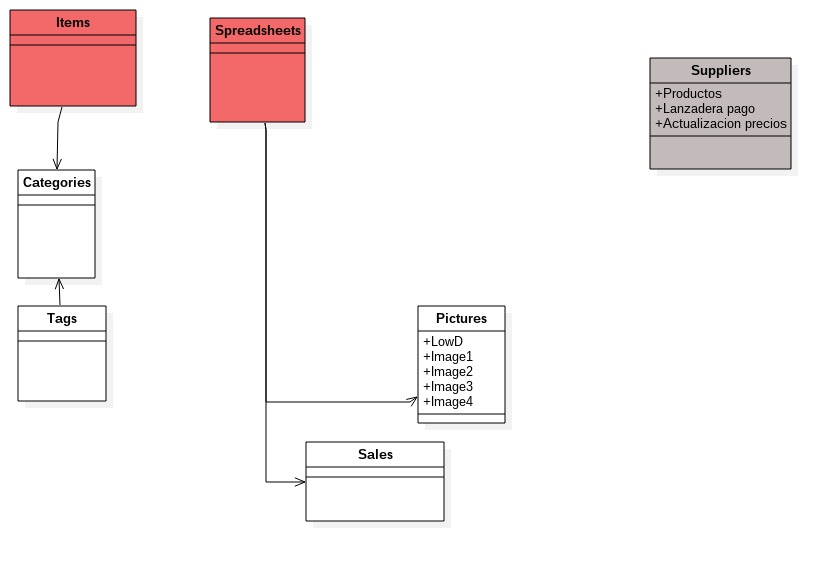 Items
Spreadsheets
Suppliers
+Productos
+Lanzadera pago
+Actualizacion precios
Categories
Tags
Pictures
+LowD
+Image1
+Image2
+Image3
+Image4
Sales